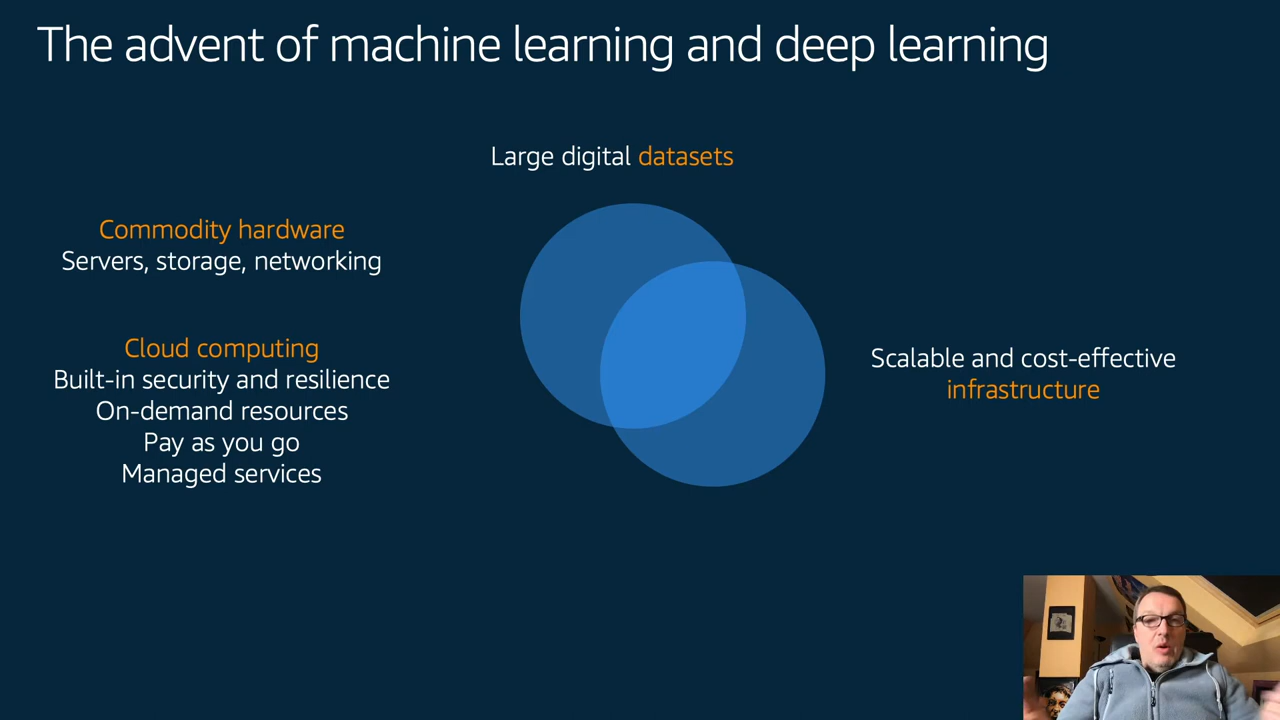 The advent of machine learning and deep learning
Large digital datasets
Commodity hardware
Servers, storage, networking
Cloud computing
Built-in security and resilience
On-demand resources
Pay as you go
Managed services
Scalable and cost-effective
infrastructure